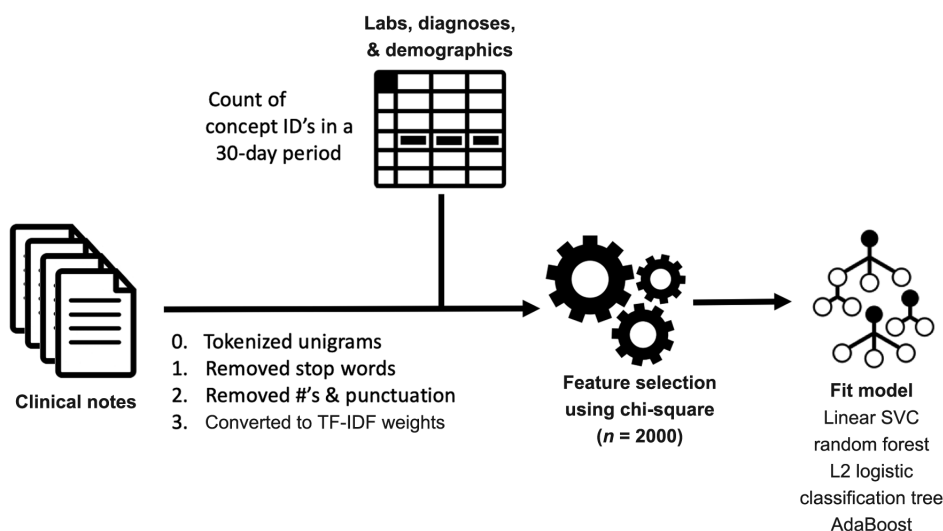 Labs, diagnoses,
& demographics
Count of
concept ID's in a
30-day period
Clinical notes
0. Tokenized unigrams
1. Removed stop words
2. Removed #'s & punctuation
3. Converted to TF-IDF weights
Feature selection
using chi-square
(n = 2000)
Fit model
Linear SVC
random forest
L2 logistic
classification tree
AdaBoost